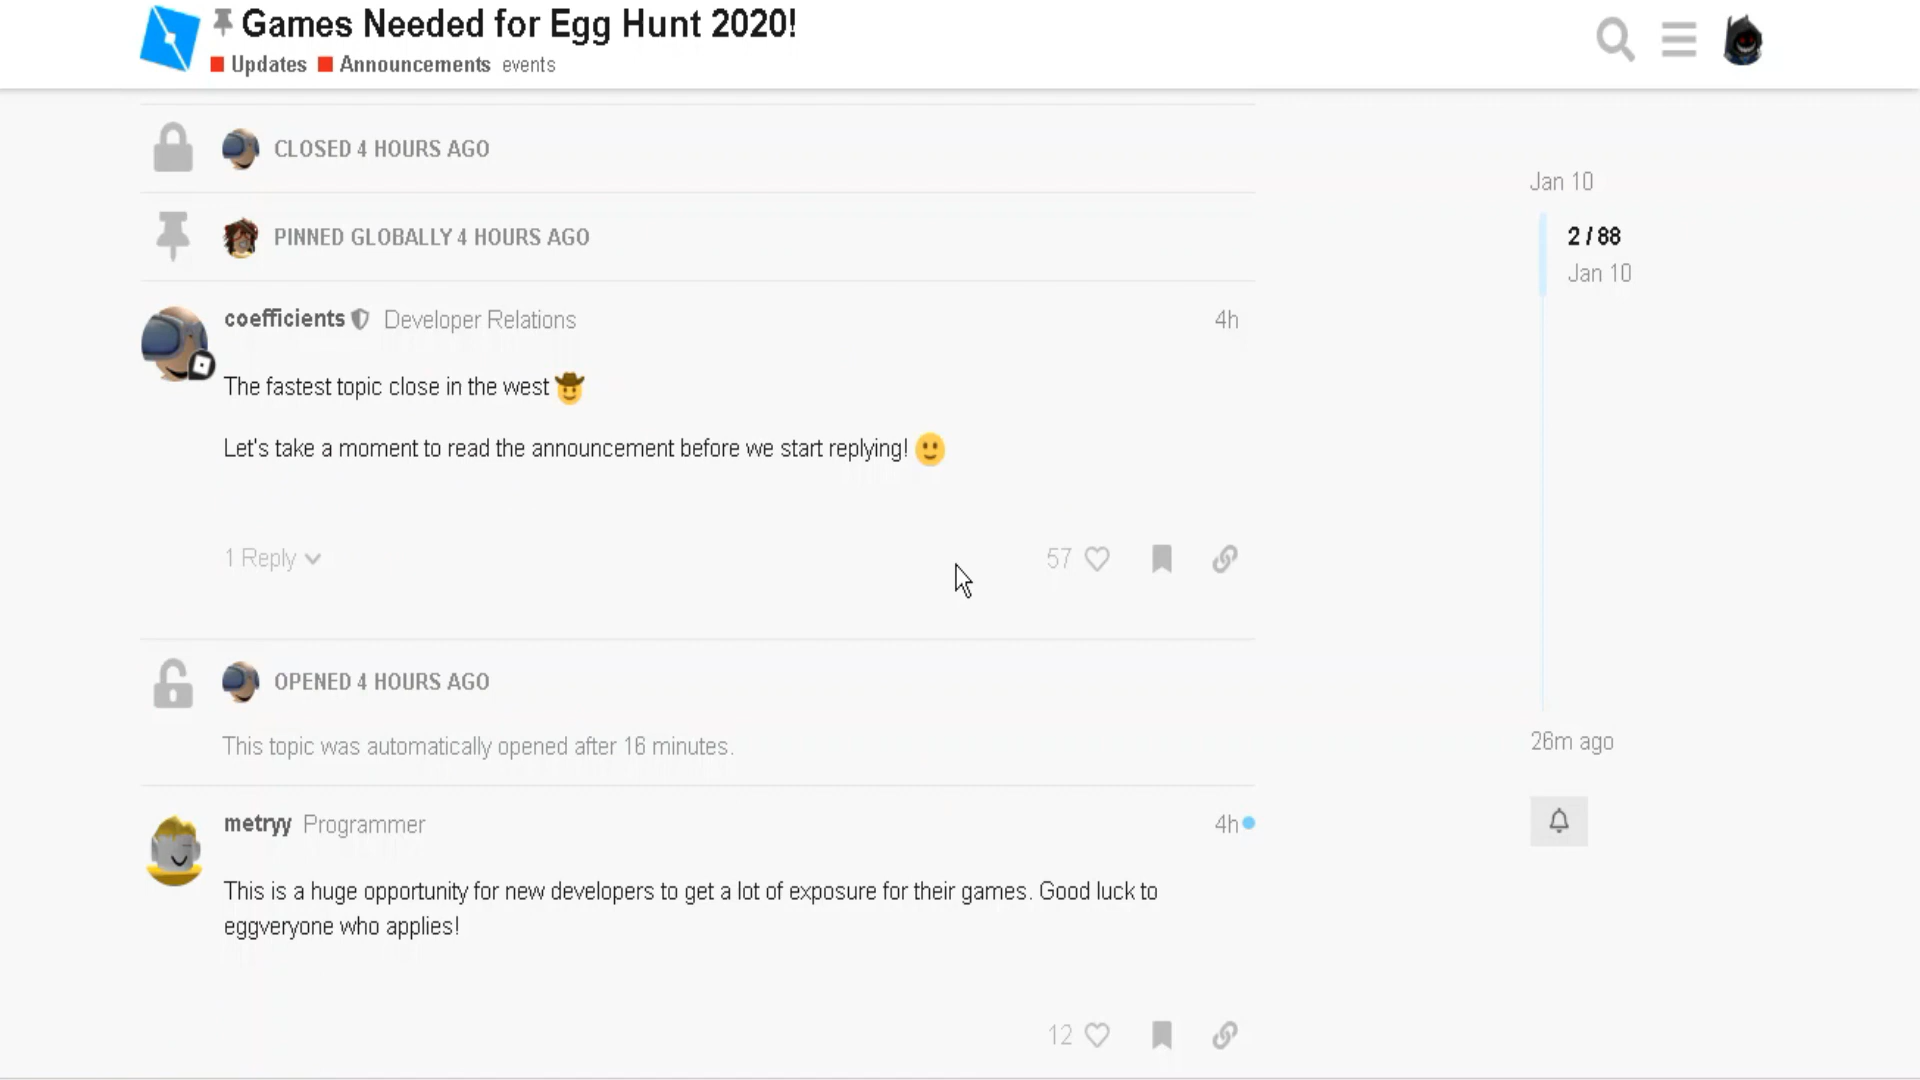 Games Needed for Egg Hunt 2020!
Updates Announcements events
CLOSED 4 HOURS AGO
PINNED GLOBALLY 4 HOURS AGO
coefficients Developer Relations 4h
The fastest topic close in the west 🤠
Let's take a moment to read the announcement before we start replying! 🙂
1 Reply 57
OPENED 4 HOURS AGO
This topic was automatically opened after 16 minutes.
metryy Programmer 4h
This is a huge opportunity for new developers to get a lot of exposure for their games. Good luck to
eggveryone who applies!
12
Jan 10
2 / 88
Jan 10
26m ago